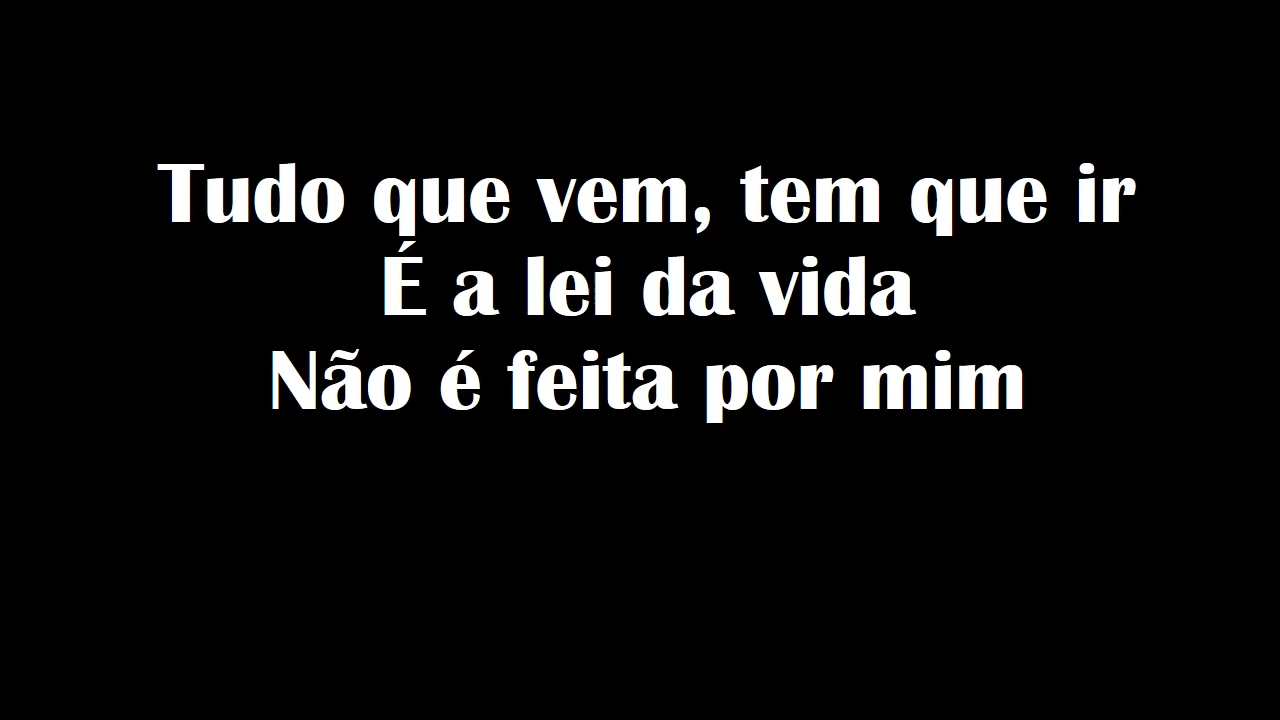 Tudo que vem, tem que ir
É a lei da vida
Não é feita por mim